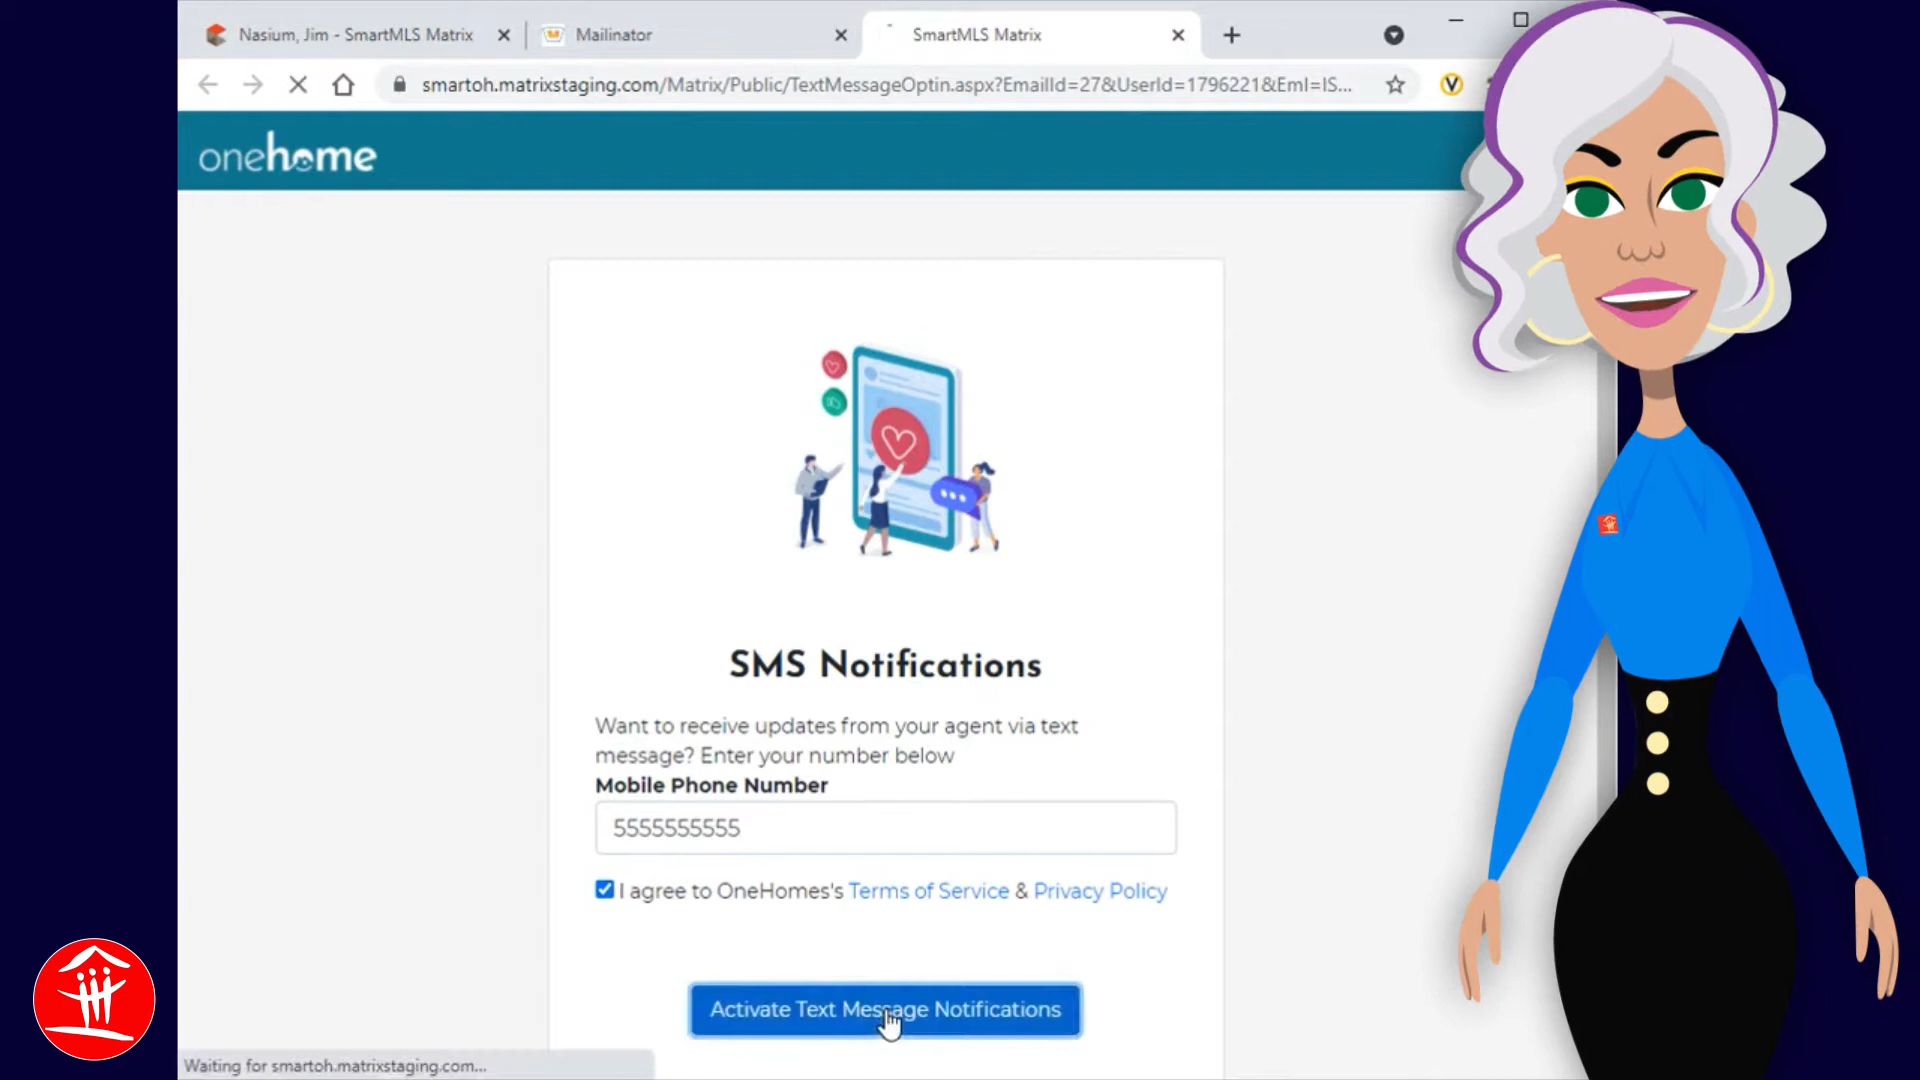 Nasium, Jim - SmartMLS Matrix
Mailinator
SmartMLS Matrix
smartoh.matrixstaging.com/Matrix/Public/TextMessageOptin.aspx?EmailId=27&UserId=1796221&Eml=IS...
onehome
SMS Notifications
Want to receive updates from your agent via text
message? Enter your number below
Mobile Phone Number
5555555555
I agree to OneHomes's Terms of Service & Privacy Policy
Activate Text Message Notifications
Waiting for smartoh.matrixstaging.com...